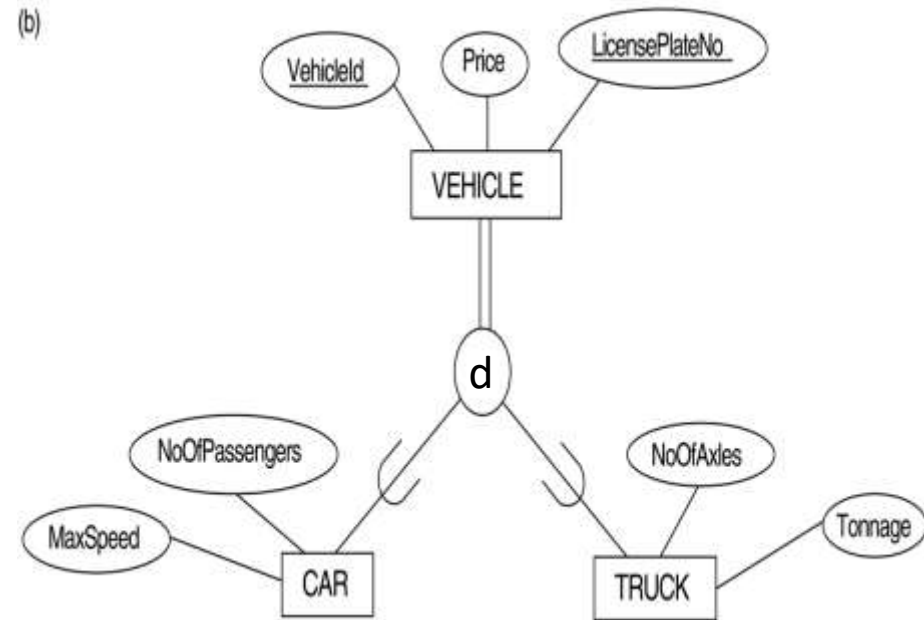 (b)
VehicleId
Price
LicensePlateNo
VEHICLE
d
NoOfPassengers
NoOfAxles
MaxSpeed
Tonnage
CAR
TRUCK